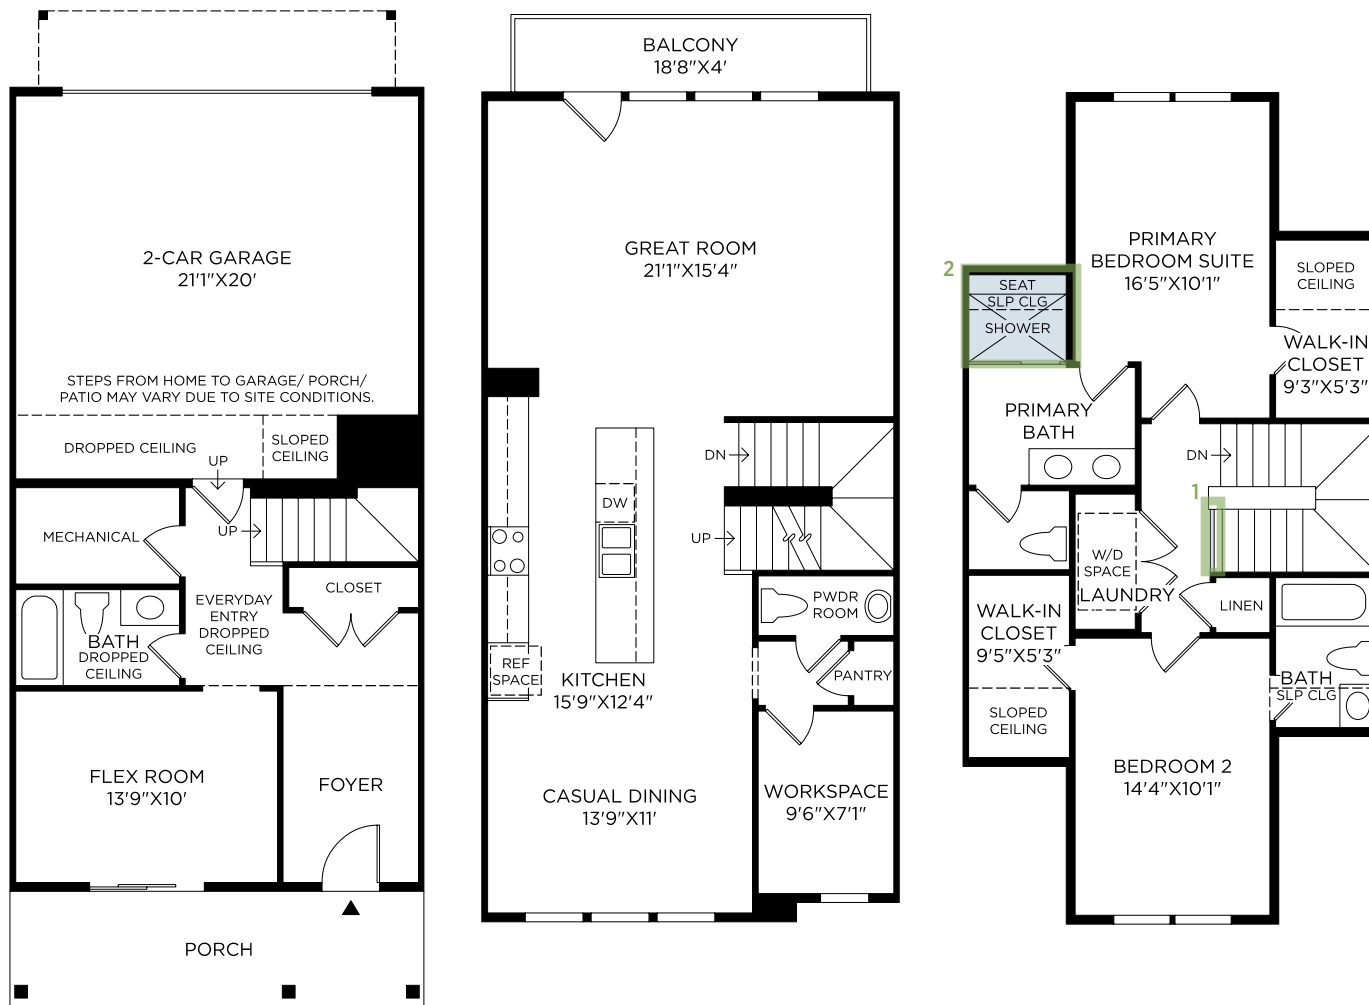 2-CAR GARAGE
21'1"X20'
STEPS FROM HOME TO GARAGE/ PORCH/
PATIO MAY VARY DUE TO SITE CONDITIONS.
DROPPED CEILING
SLOPED
CEILING
UP
UP
MECHANICAL
CLOSET
EVERYDAY
ENTRY
DROPPED
CEILING
BATH
DROPPED
CEILING
FLEX ROOM
13'9"X10'
FOYER
PORCH
BALCONY
18'8"X4'
GREAT ROOM
21'1"X15'4"
DN
DW
UP
PWDR
ROOM
REF
SPACE
KITCHEN
15'9"X12'4"
PANTRY
CASUAL DINING
13'9"X11'
WORKSPACE
9'6"X7'1"
PRIMARY
BEDROOM SUITE
16'5"X10'1"
SLOPED
CEILING
2
SEAT
SLP CLG
SHOWER
WALK-IN
CLOSET
9'3"X5'3"
PRIMARY
BATH
DN
1
W/D
SPACE
LAUNDRY
LINEN
WALK-IN
CLOSET
9'5"X5'3"
SLOPED
CEILING
BATH
SLP CLG
BEDROOM 2
14'4"X10'1"